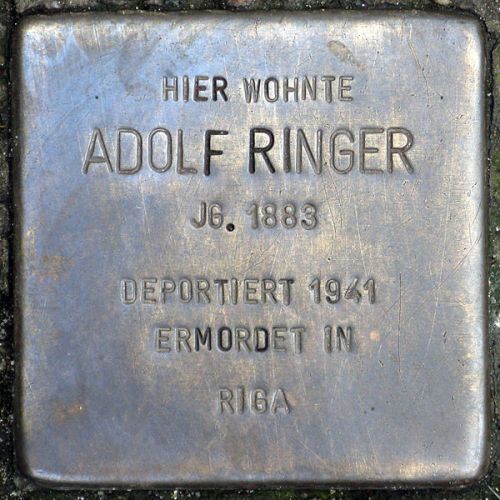 HIER WOHNTE
ADOLF RINGER
JG. 1883
DEPORTIERT 1941
ERMORDET IN
RIGA